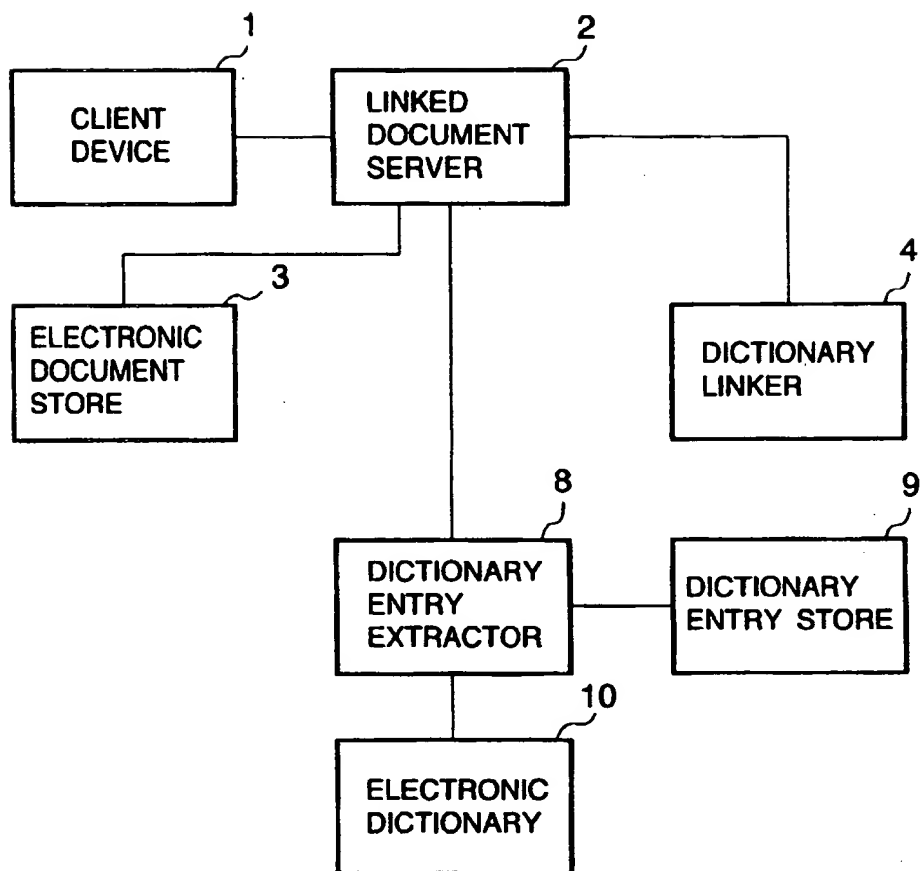 1
2
CLIENT
DEVICE
LINKED
DOCUMENT
SERVER
3
4
ELECTRONIC
DOCUMENT
STORE
DICTIONARY
LINKER
8
9
DICTIONARY
ENTRY
EXTRACTOR
DICTIONARY
ENTRY STORE
10
ELECTRONIC
DICTIONARY